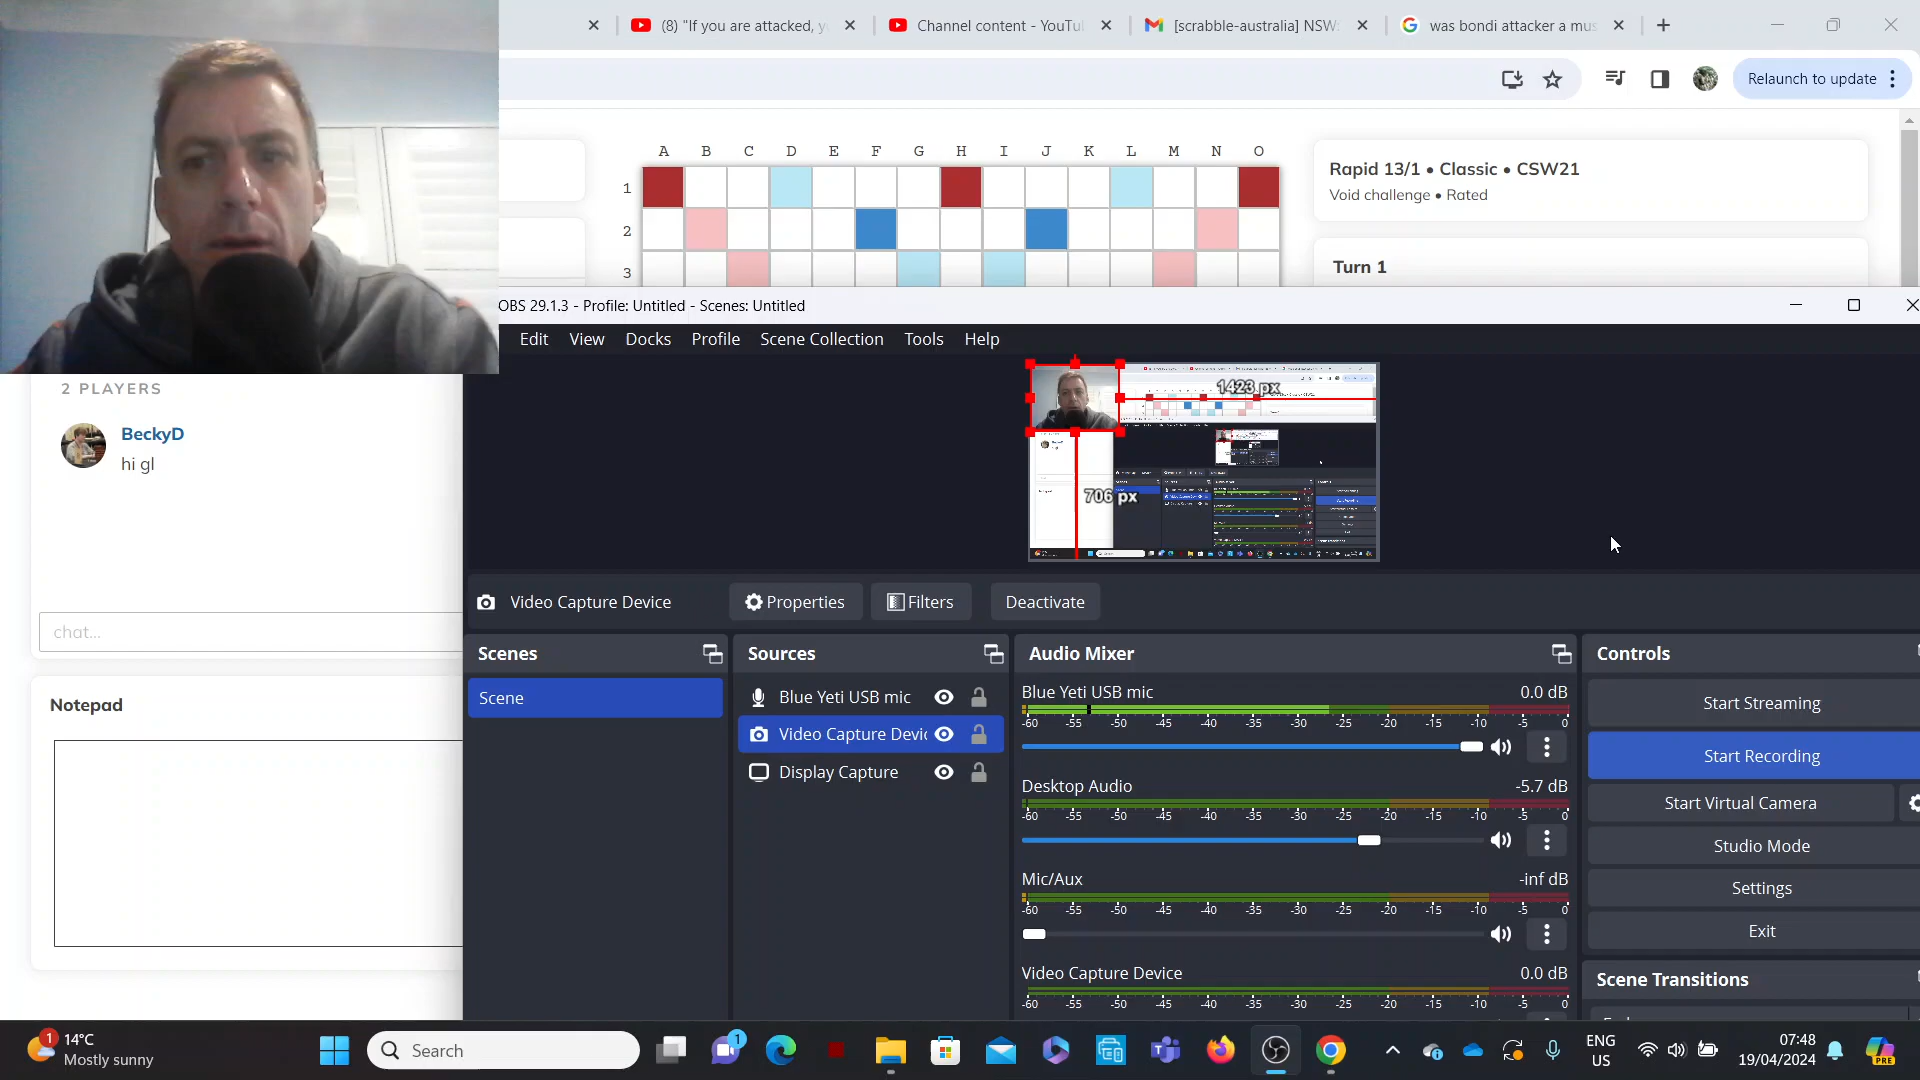 (8) "If you are attacked, y
Channel content - YouTu
[scrabble-australia] NSW
was bondi attacker a mus
Relaunch to update
A B C D E F G H I J K L M N O
1
2
3
Rapid 13/1 • Classic • CSW21
Void challenge • Rated
Turn 1
OBS 29.1.3 - Profile: Untitled - Scenes: Untitled
Edit View Docks Profile Scene Collection Tools Help
1423 px
706 px
2 PLAYERS
BeckyD
hi gl
chat...
Notepad
Video Capture Device
Properties
Filters
Deactivate
Scenes
Scene
Sources
Blue Yeti USB mic
Video Capture Devic
Display Capture
Audio Mixer
Blue Yeti USB mic 0.0 dB
-60 -55 -50 -45 -40 -35 -30 -25 -20 -15 -10 -5 0
Desktop Audio -5.7 dB
-60 -55 -50 -45 -40 -35 -30 -25 -20 -15 -10 -5 0
Mic/Aux -inf dB
-60 -55 -50 -45 -40 -35 -30 -25 -20 -15 -10 -5 0
Video Capture Device 0.0 dB
-60 -55 -50 -45 -40 -35 -30 -25 -20 -15 -10 -5 0
Controls
Start Streaming
Start Recording
Start Virtual Camera
Studio Mode
Settings
Exit
Scene Transitions
1
14°C
Mostly sunny
Search
1
ENG
US
07:48
19/04/2024
PRE